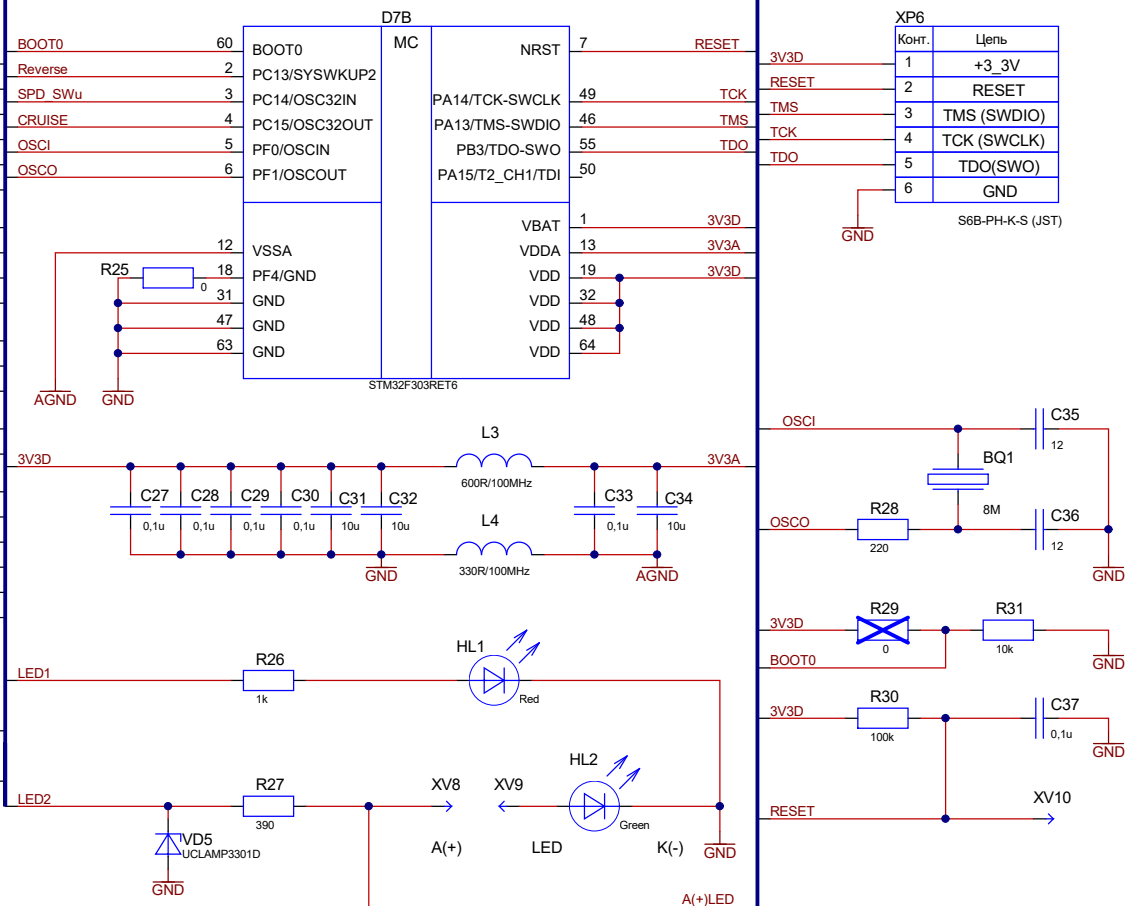 D7B
MC
BOOT0 60 BOOT0
Reverse 2 PC13/SYSWKUP2
SPD_SWu 3 PC14/OSC32IN
CRUISE 4 PC15/OSC32OUT
OSCI 5 PF0/OSCIN
OSCO 6 PF1/OSCOUT
12 VSSA
R25 0 18 PF4/GND
31 GND
47 GND
63 GND
AGND GND
NRST 7 RESET
PA14/TCK-SWCLK 49 TCK
PA13/TMS-SWDIO 46 TMS
PB3/TDO-SWO 55 TDO
PA15/T2_CH1/TDI 50
VBAT 1 3V3D
VDDA 13 3V3A
VDD 19 3V3D
VDD 32
VDD 48
VDD 64
STM32F303RET6
XP6
Конт. Цепь
3V3D 1 +3_3V
RESET 2 RESET
TMS 3 TMS (SWDIO)
TCK 4 TCK (SWCLK)
TDO 5 TDO(SWO)
6 GND
GND
S6B-PH-K-S (JST)
3V3D L3 3V3A
600R/100MHz
C27 C28 C29 C30 C31 C32 C33 C34
0,1u 0,1u 0,1u 0,1u 10u 10u 0,1u 10u
L4
330R/100MHz
GND AGND
OSCI C35
12
BQ1
8M
OSCO R28 C36
220 12
GND
3V3D R29 R31
0 10k
GND
BOOT0
3V3D R30 C37
100k 0,1u
GND
RESET XV10
LED1 R26 HL1
1k Red
LED2 R27 XV8 XV9 HL2
390 Green
VD5
UCLAMP3301D
A(+) LED K(-) GND
GND
A(+)LED